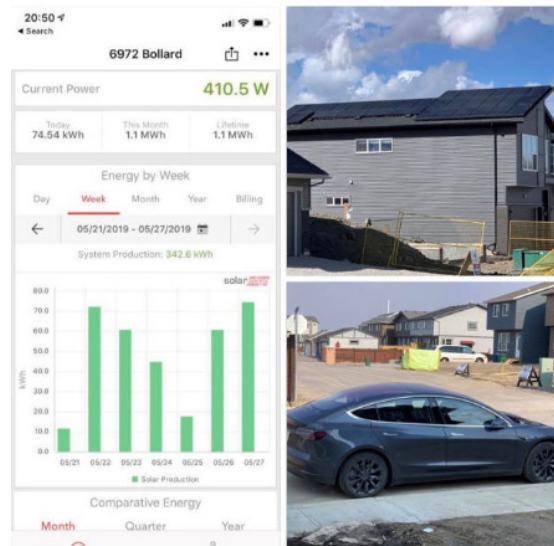 20:50
◀ Search
6972 Bollard
Current Power
410.5 W
Today
This Month
Lifetime
74.54 kWh
1.1 MWh
1.1 MWh
Energy by Week
Day Week Month Year Billing
05/21/2019 - 05/27/2019
System Production: 342.6 kWh
solaredge
80.0
70.0
60.0
50.0
40.0
30.0
20.0
10.0
0.0
kWh
05/21 05/22 05/23 05/24 05/25 05/26 05/27
Solar Production
Comparative Energy
Month Quarter Year